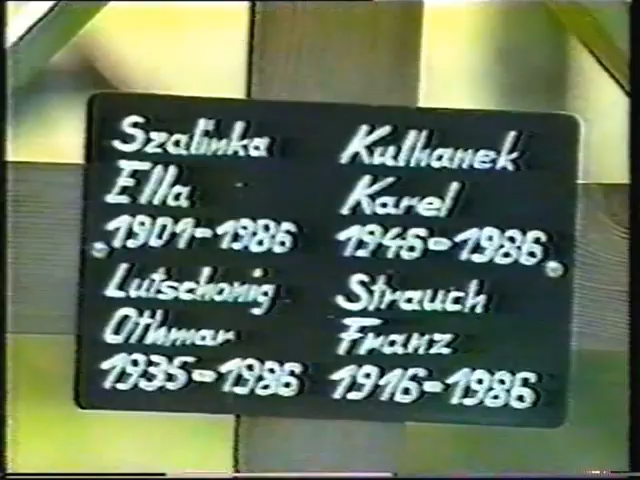 Szalinka
Ella
1901-1986
Kulhanek
Karel
1946-1986
Lutschonig
Othmar
1935-1986
Strauch
Franz
1916-1986